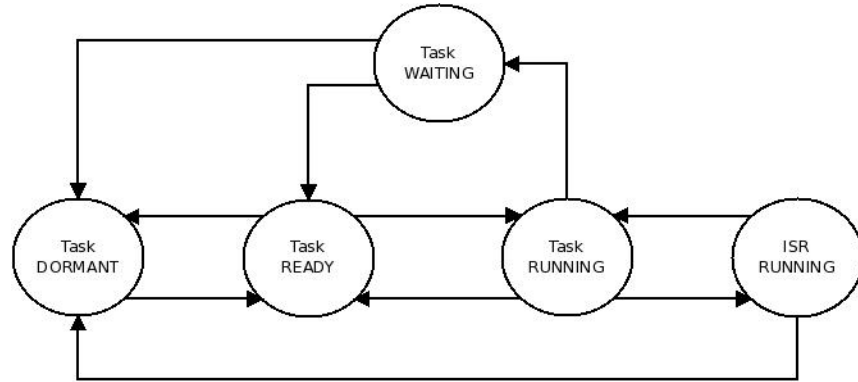 Task
WAITING
Task
DORMANT
Task
READY
Task
RUNNING
ISR
RUNNING